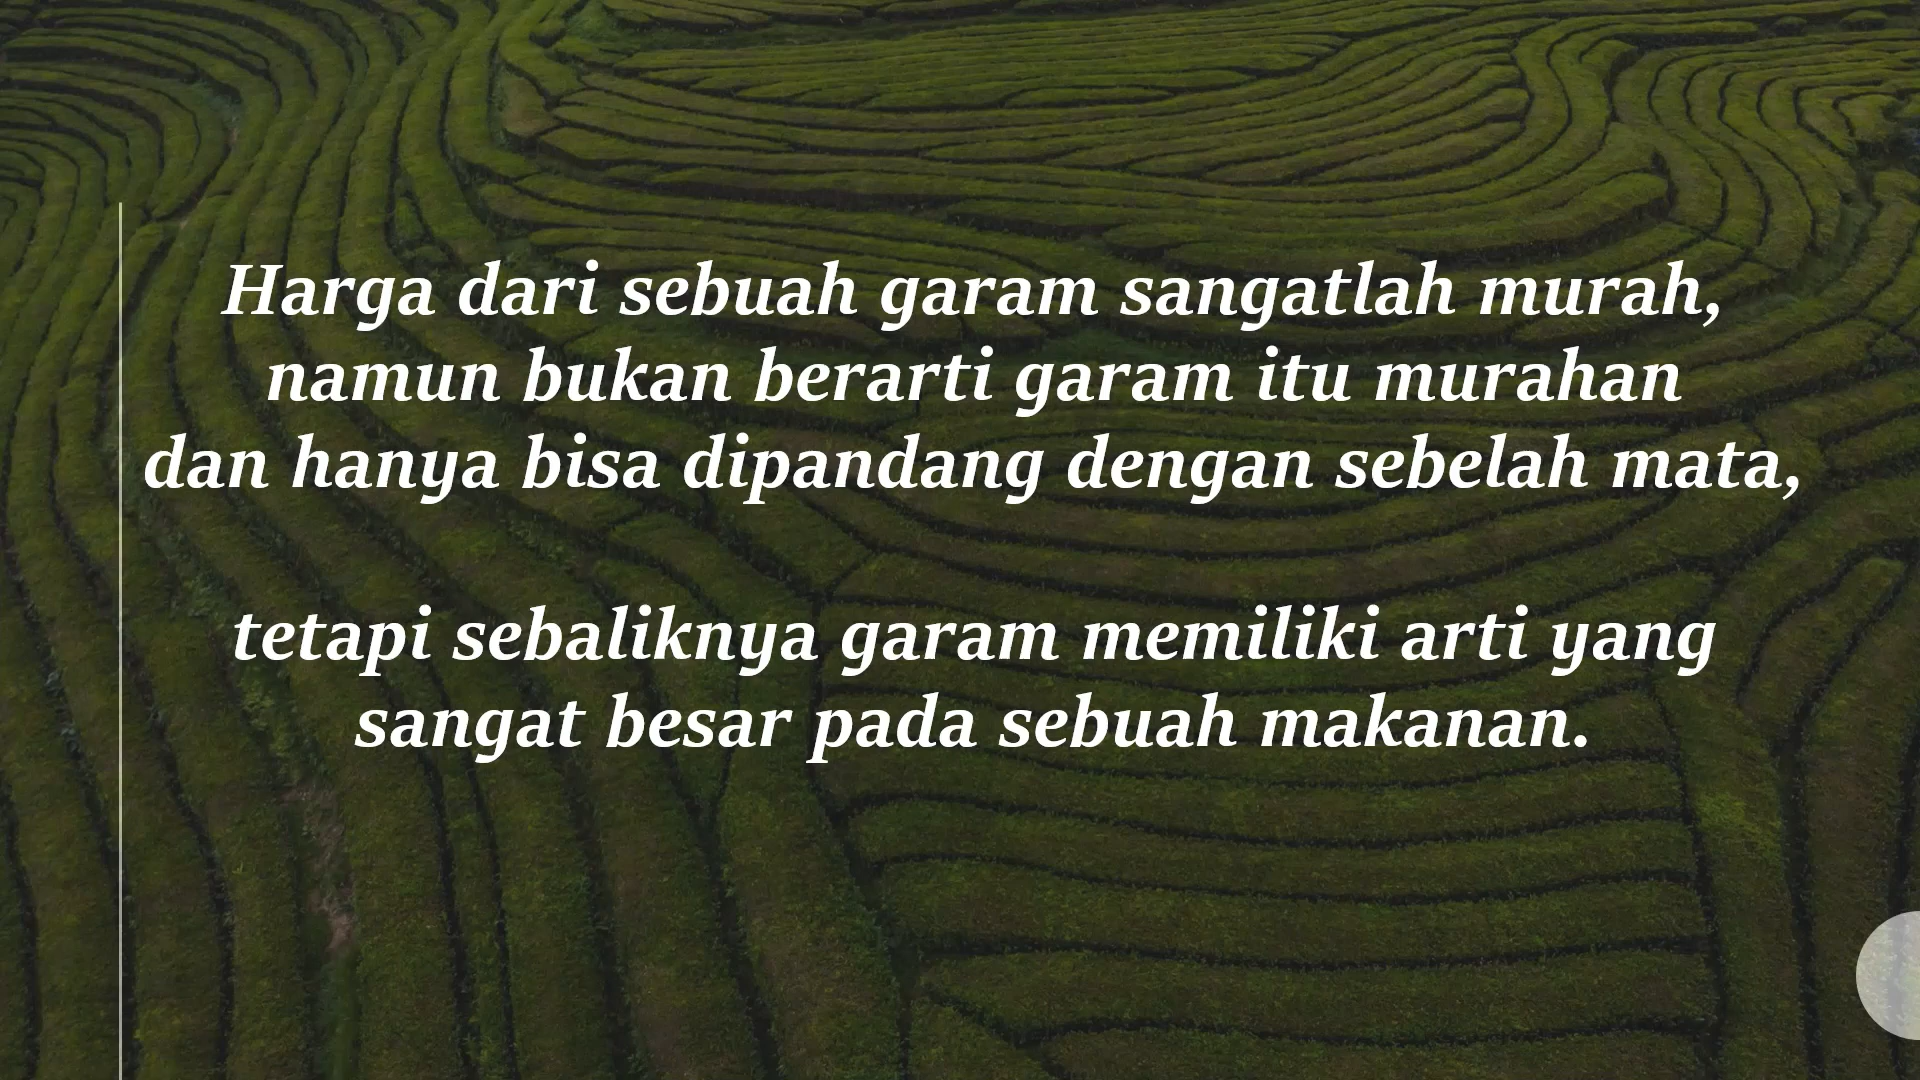 Harga dari sebuah garam sangatlah murah,
namun bukan berarti garam itu murahan
dan hanya bisa dipandang dengan sebelah mata,
tetapi sebaliknya garam memiliki arti yang
sangat besar pada sebuah makanan.